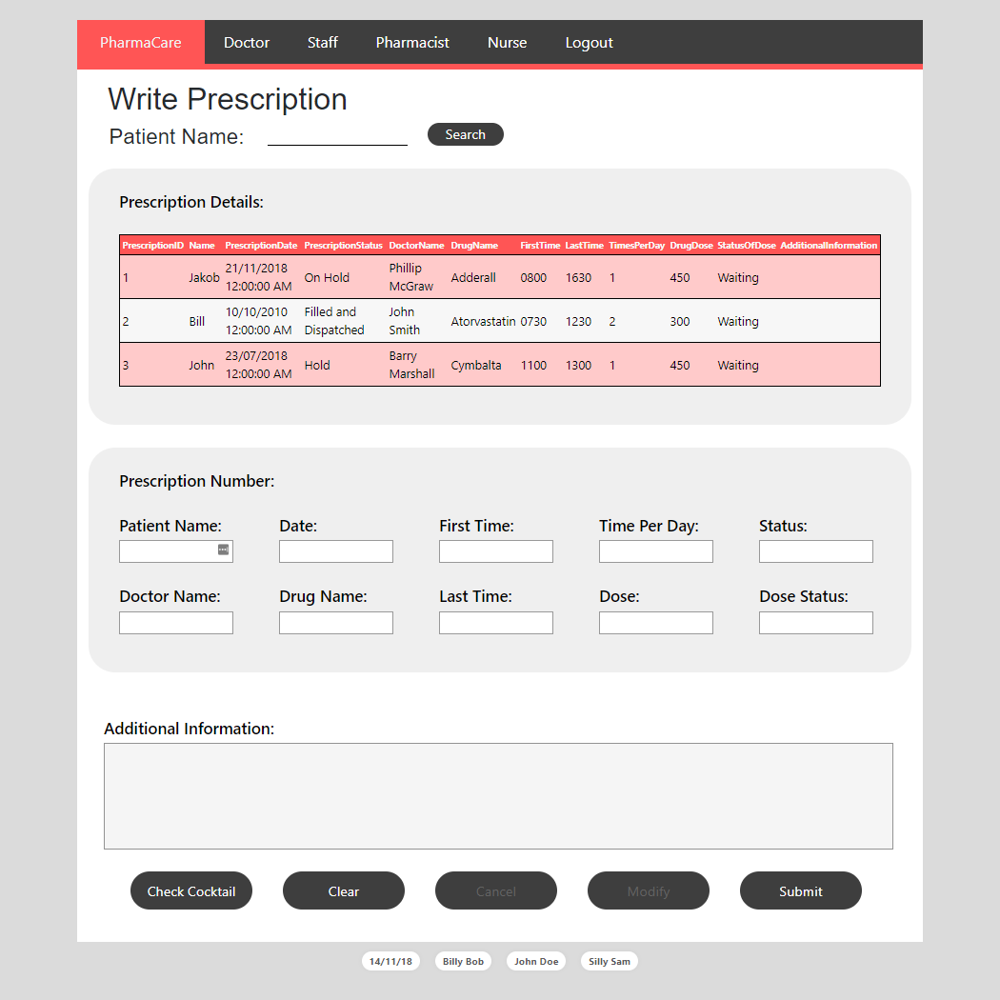 PharmaCare Doctor Staff Pharmacist Nurse Logout
Write Prescription
Patient Name: Search
Prescription Details:
PrescriptionID Name PrescriptionDate PrescriptionStatus DoctorName DrugName FirstTime LastTime TimesPerDay DrugDose StatusOfDose AdditionalInformation
1 Jakob 21/11/2018 12:00:00 AM On Hold Phillip McGraw Adderall 0800 1630 1 450 Waiting
2 Bill 10/10/2010 12:00:00 AM Filled and Dispatched John Smith Atorvastatin 0730 1230 2 300 Waiting
3 John 23/07/2018 12:00:00 AM Hold Barry Marshall Cymbalta 1100 1300 1 450 Waiting
Prescription Number:
Patient Name: Date: First Time: Time Per Day: Status:
Doctor Name: Drug Name: Last Time: Dose: Dose Status:
Additional Information:
Check Cocktail Clear Cancel Modify Submit
14/11/18 Billy Bob John Doe Silly Sam